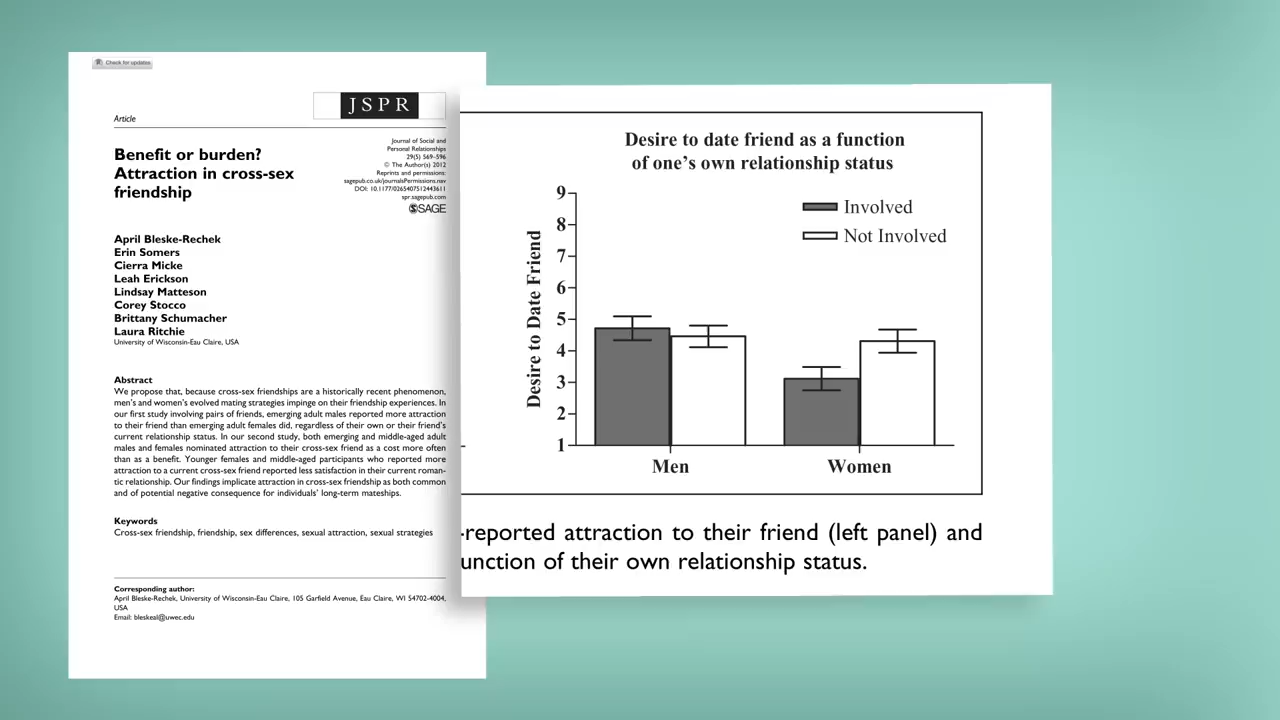 Check for updates
JSPR
Article
Journal of Social and
Personal Relationships
29(5) 569–596
© The Author(s) 2012
Reprints and permissions:
sagepub.co.uk/journalsPermissions.nav
DOI: 10.1177/0265407512443611
spr.sagepub.com
SAGE
Benefit or burden?
Attraction in cross-sex
friendship
April Bleske-Rechek
Erin Somers
Cierra Micke
Leah Erickson
Lindsay Matteson
Corey Stocco
Brittany Schumacher
Laura Ritchie
University of Wisconsin-Eau Claire, USA
Abstract
We propose that, because cross-sex friendships are a historically recent phenomenon,
men's and women's evolved mating strategies impinge on their friendship experiences. In
our first study involving pairs of friends, emerging adult males reported more attraction
to their friend than emerging adult females did, regardless of their own or their friend's
current relationship status. In our second study, both emerging and middle-aged adult
males and females nominated attraction to their cross-sex friend as a cost more often
than as a benefit. Younger females and middle-aged participants who reported more
attraction to a current cross-sex friend reported less satisfaction in their current roman-
tic relationship. Our findings implicate attraction in cross-sex friendship as both common
and of potential negative consequence for individuals' long-term mateships.
Keywords
Cross-sex friendship, friendship, sex differences, sexual attraction, sexual strategies
Corresponding author:
April Bleske-Rechek, University of Wisconsin-Eau Claire, 105 Garfield Avenue, Eau Claire, WI 54702-4004,
USA
Email: bleskeal@uwec.edu
Desire to date friend as a function
of one's own relationship status
Involved
Not Involved
Desire to Date Friend
9
8
7
6
5
4
3
2
1
Men Women
-reported attraction to their friend (left panel) and
unction of their own relationship status.